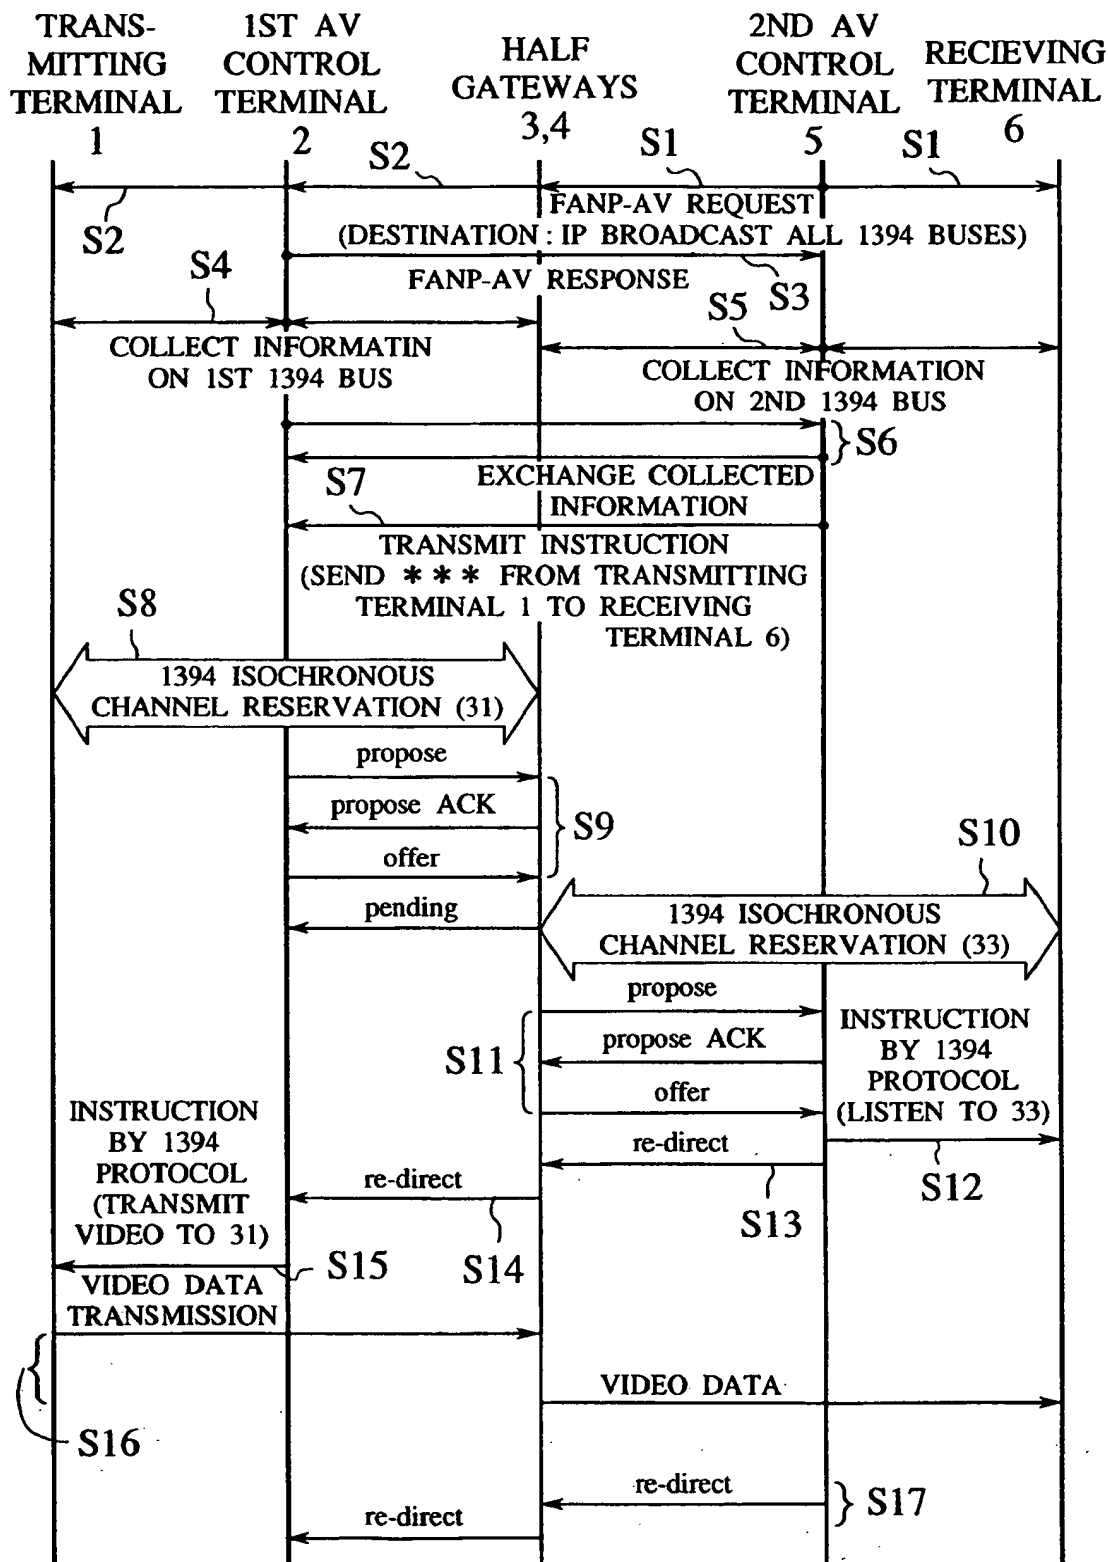 TRANS-
MITTING
TERMINAL
1
1ST AV
CONTROL
TERMINAL
2
HALF
GATEWAYS
3,4
2ND AV
CONTROL
TERMINAL
5
RECIEVING
TERMINAL
6
S2
S1
S1
S2
FANP-AV REQUEST
(DESTINATION : IP BROADCAST ALL 1394 BUSES)
S4
FANP-AV RESPONSE
S3
S5
COLLECT INFORMATIN
ON 1ST 1394 BUS
COLLECT INFORMATION
ON 2ND 1394 BUS
S6
S7
EXCHANGE COLLECTED
INFORMATION
TRANSMIT INSTRUCTION
(SEND *** FROM TRANSMITTING
TERMINAL 1 TO RECEIVING
TERMINAL 6)
S8
1394 ISOCHRONOUS
CHANNEL RESERVATION (31)
propose
propose ACK
S9
offer
S10
pending
1394 ISOCHRONOUS
CHANNEL RESERVATION (33)
propose
S11
propose ACK
offer
INSTRUCTION
BY 1394
PROTOCOL
(LISTEN TO 33)
re-direct
S12
S13
INSTRUCTION
BY 1394
PROTOCOL
(TRANSMIT
VIDEO TO 31)
re-direct
S14
S15
VIDEO DATA
TRANSMISSION
VIDEO DATA
S16
re-direct
S17
re-direct